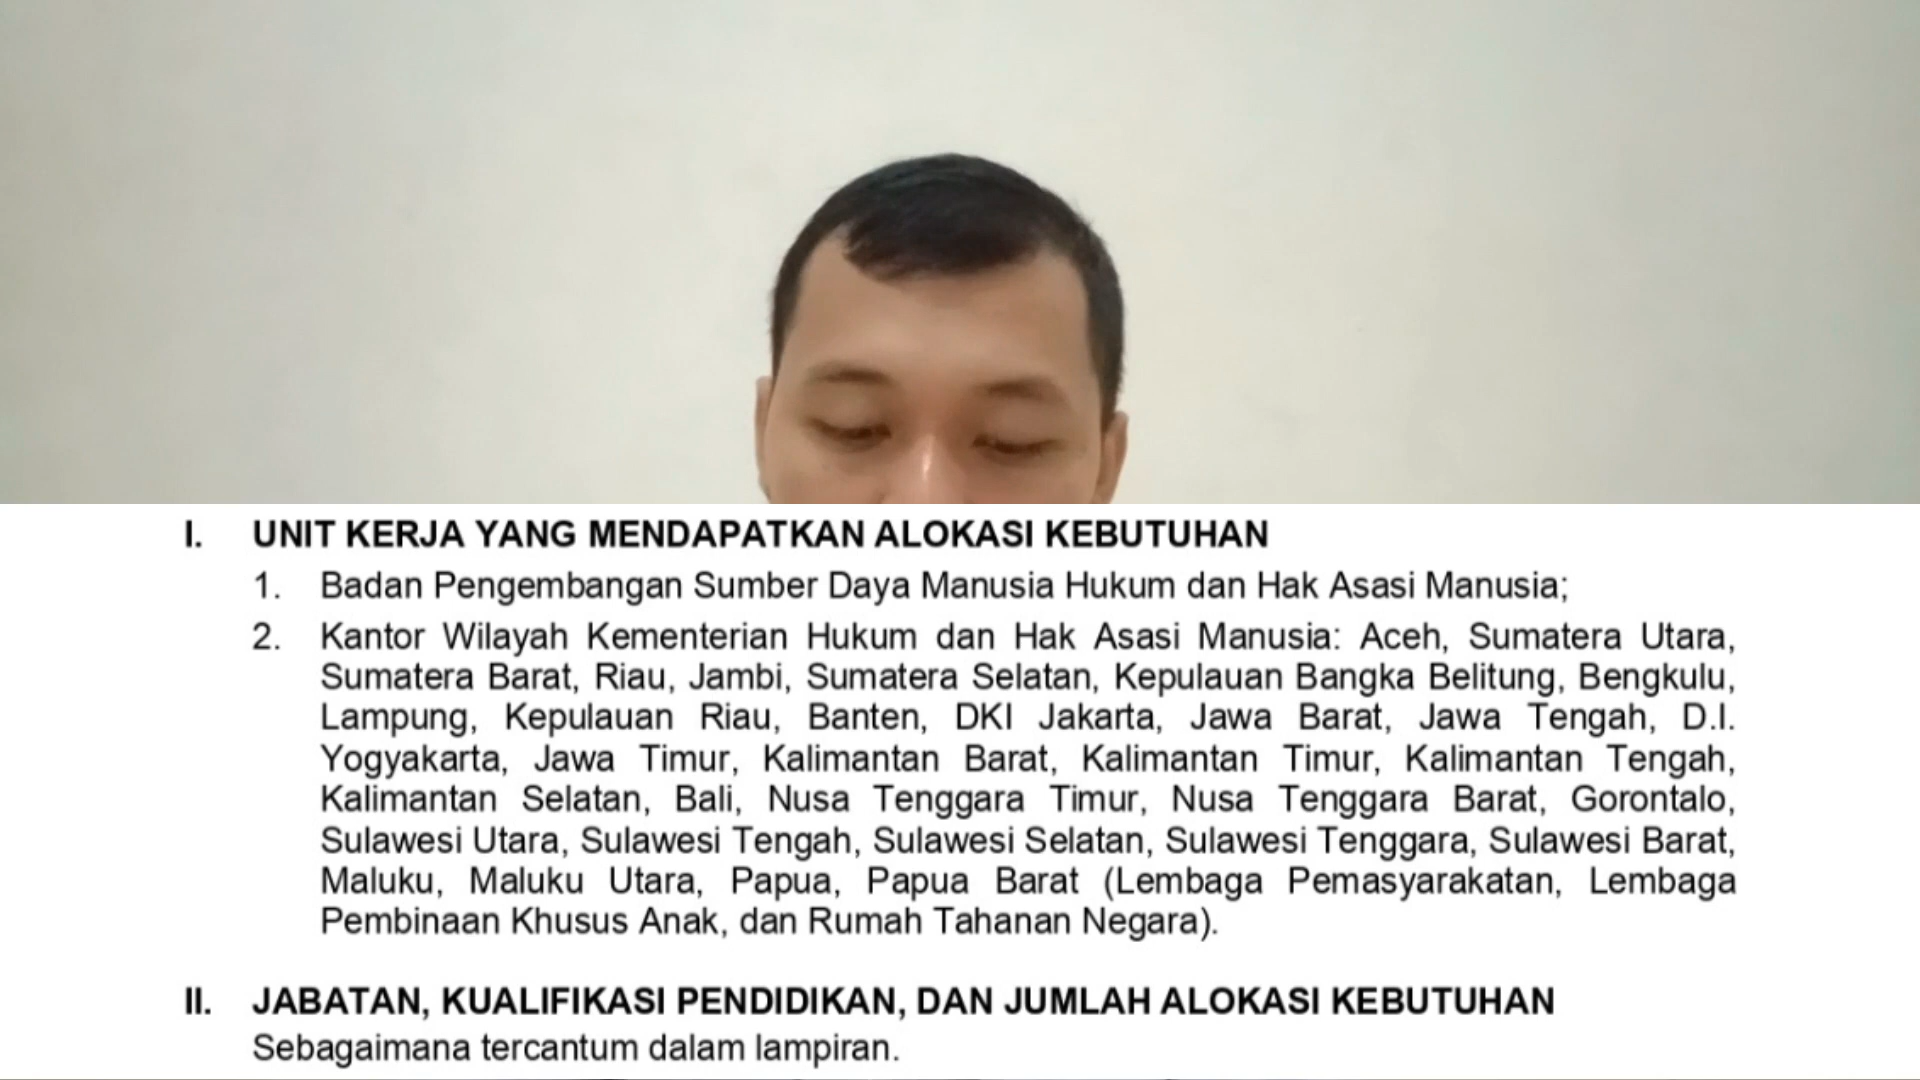 I. UNIT KERJA YANG MENDAPATKAN ALOKASI KEBUTUHAN
1. Badan Pengembangan Sumber Daya Manusia Hukum dan Hak Asasi Manusia;
2. Kantor Wilayah Kementerian Hukum dan Hak Asasi Manusia: Aceh, Sumatera Utara,
Sumatera Barat, Riau, Jambi, Sumatera Selatan, Kepulauan Bangka Belitung, Bengkulu,
Lampung, Kepulauan Riau, Banten, DKI Jakarta, Jawa Barat, Jawa Tengah, D.I.
Yogyakarta, Jawa Timur, Kalimantan Barat, Kalimantan Timur, Kalimantan Tengah,
Kalimantan Selatan, Bali, Nusa Tenggara Timur, Nusa Tenggara Barat, Gorontalo,
Sulawesi Utara, Sulawesi Tengah, Sulawesi Selatan, Sulawesi Tenggara, Sulawesi Barat,
Maluku, Maluku Utara, Papua, Papua Barat (Lembaga Pemasyarakatan, Lembaga
Pembinaan Khusus Anak, dan Rumah Tahanan Negara).
II. JABATAN, KUALIFIKASI PENDIDIKAN, DAN JUMLAH ALOKASI KEBUTUHAN
Sebagaimana tercantum dalam lampiran.